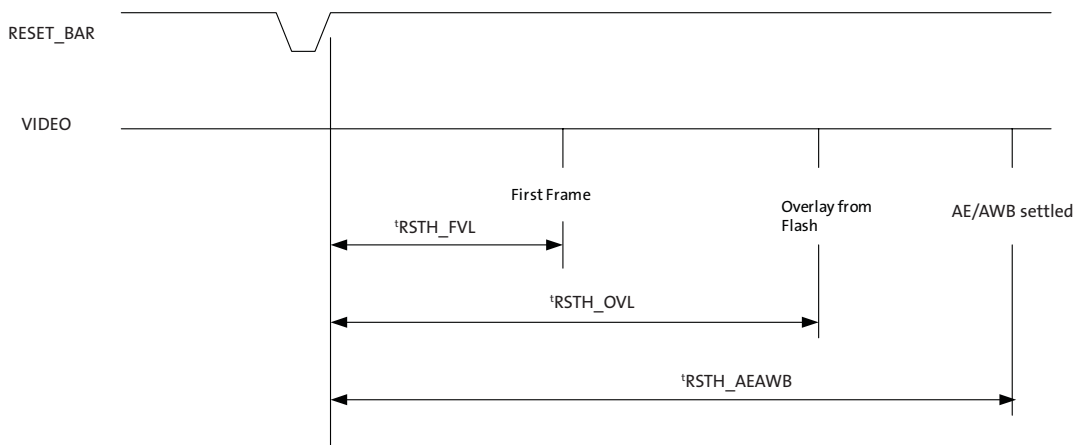 RESET_BAR
VIDEO
First Frame
Overlay from
Flash
AE/AWB settled
tRSTH_FVL
tRSTH_OVL
tRSTH_AEAWB